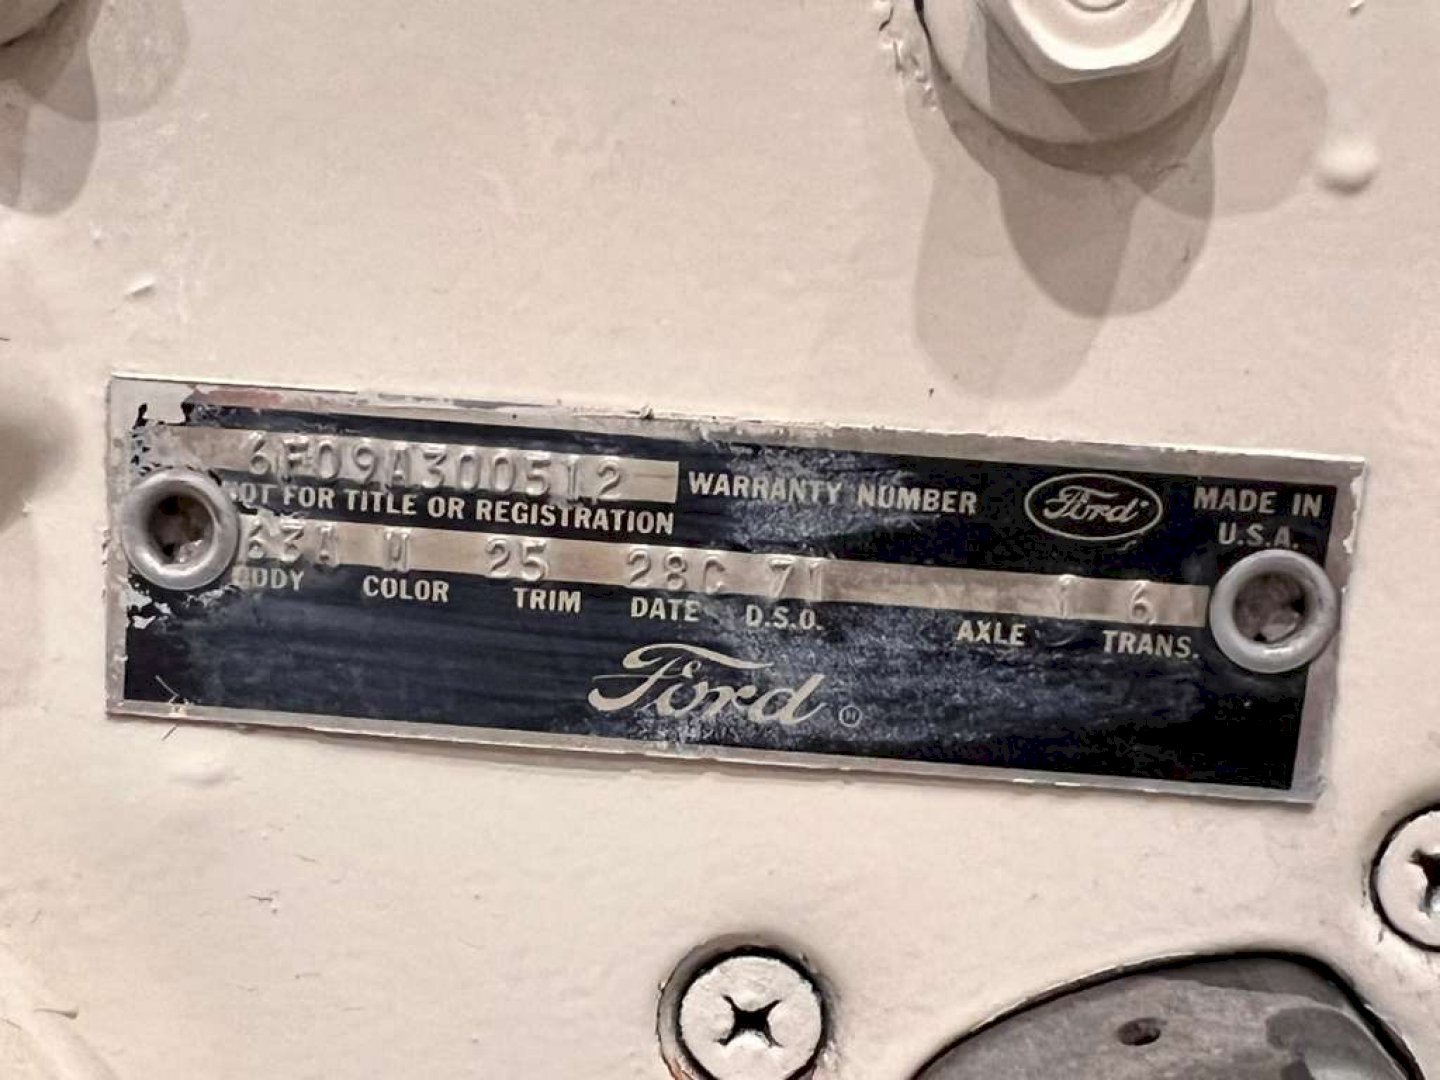 6F09A300512 WARRANTY NUMBER Ford MADE IN U.S.A.
NOT FOR TITLE OR REGISTRATION
63A 25 28C 71 1 6
BODY COLOR TRIM DATE D.S.O. AXLE TRANS.
Ford